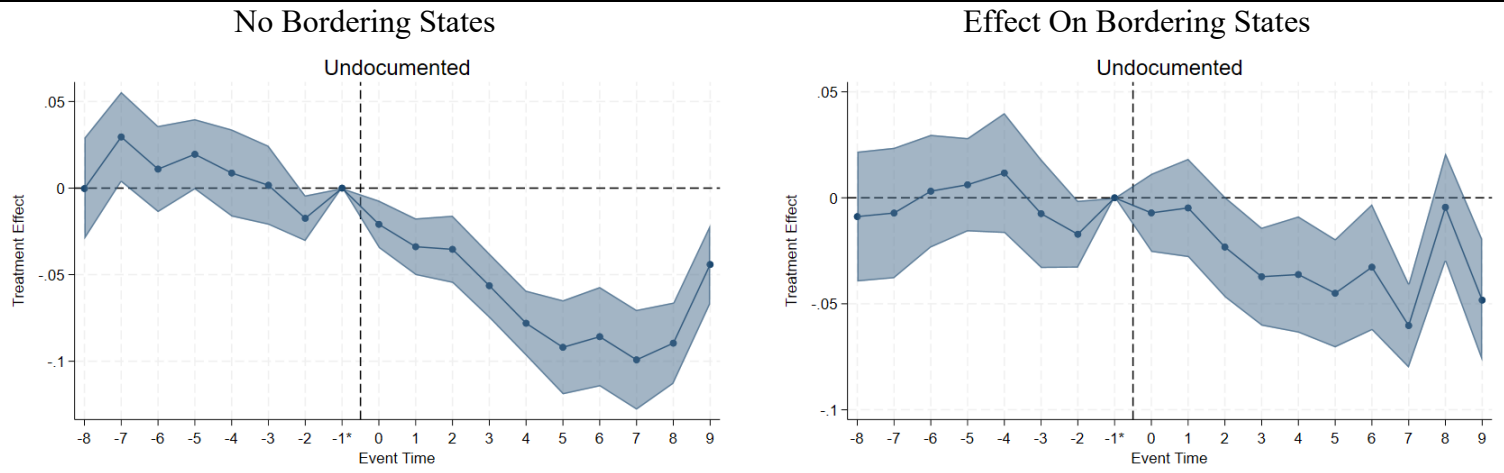 No Bordering States
Undocumented
Treatment Effect
.05
0
-.05
-.1
-8 -7 -6 -5 -4 -3 -2 -1* 0 1 2 3 4 5 6 7 8 9
Event Time
Effect On Bordering States
Undocumented
Treatment Effect
.05
0
-.05
-.1
-8 -7 -6 -5 -4 -3 -2 -1* 0 1 2 3 4 5 6 7 8 9
Event Time